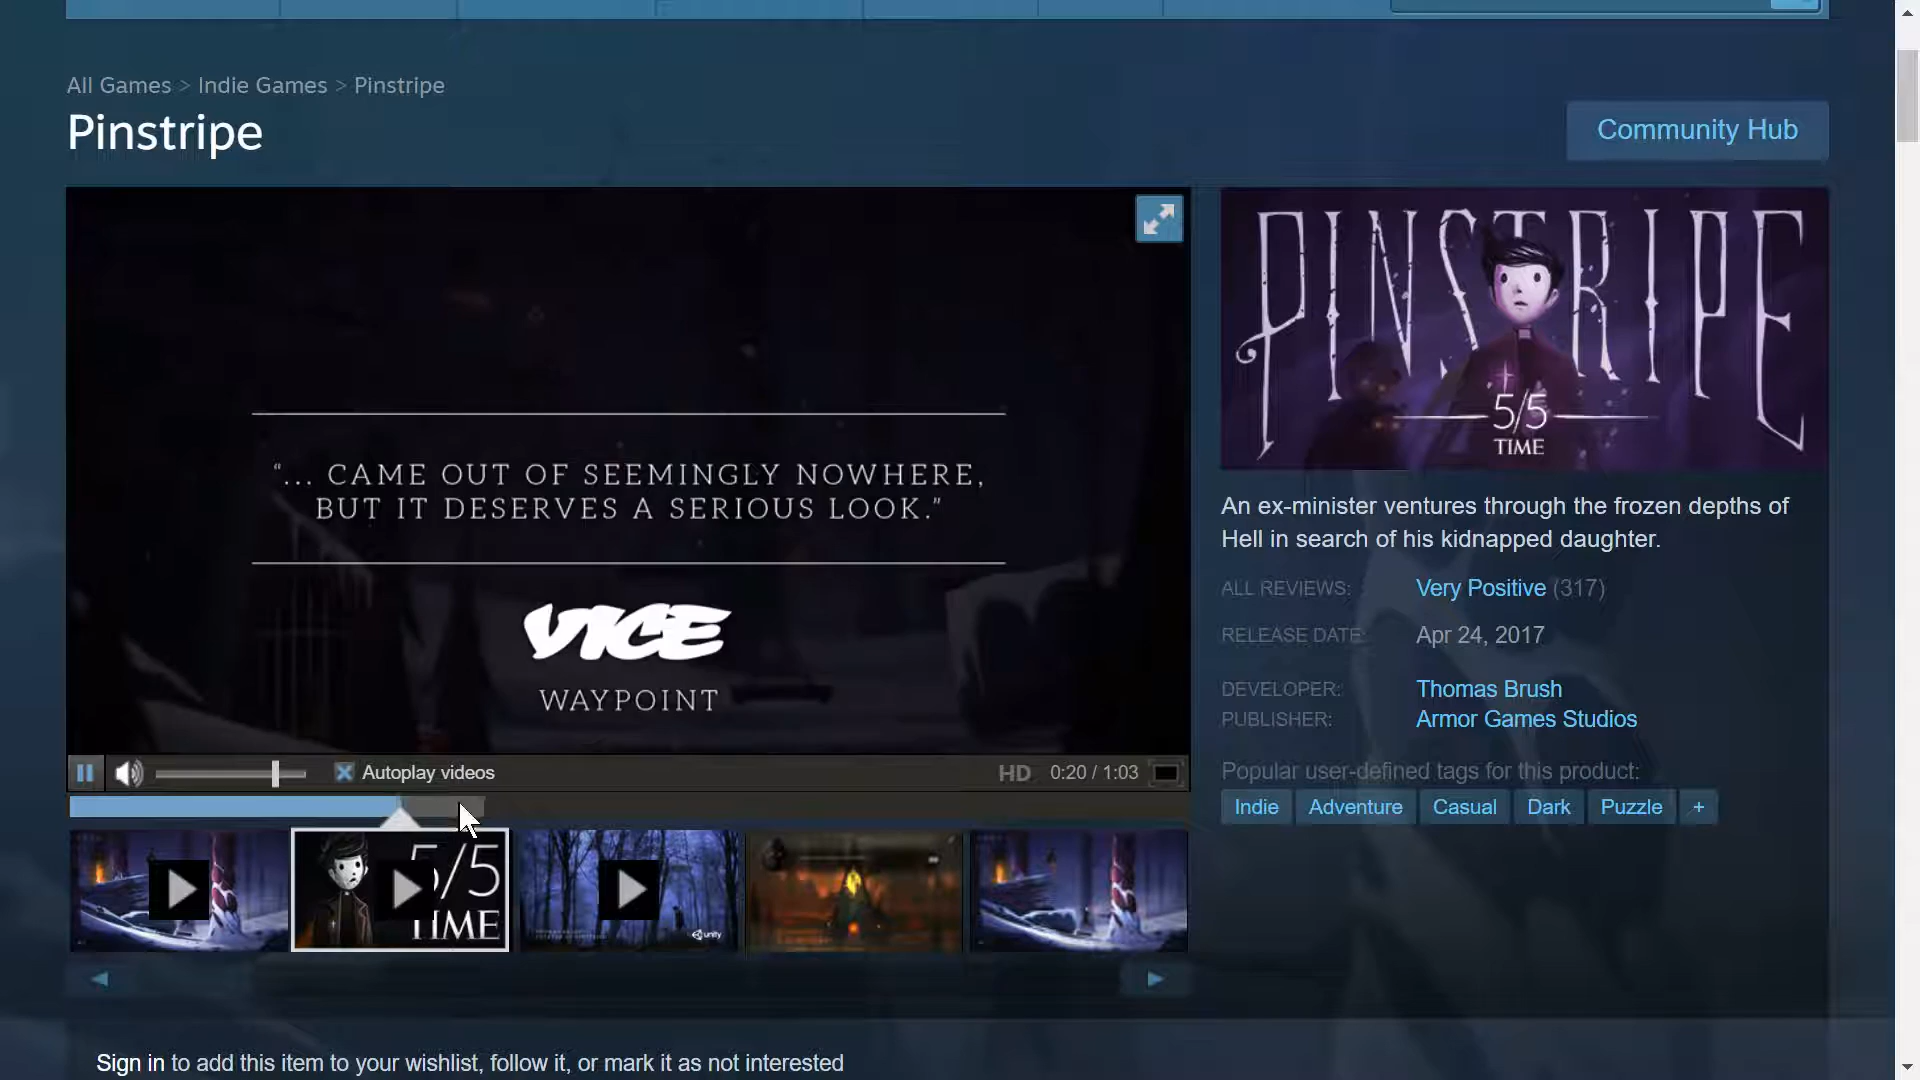 All Games > Indie Games > Pinstripe
Pinstripe
Community Hub
“... CAME OUT OF SEEMINGLY NOWHERE,
BUT IT DESERVES A SERIOUS LOOK.”
VICE
WAYPOINT
Autoplay videos
HD 0:20 / 1:03
5/5
TIME
unity
PINSTRIPE
5/5
TIME
An ex-minister ventures through the frozen depths of
Hell in search of his kidnapped daughter.
ALL REVIEWS: Very Positive (317)
RELEASE DATE: Apr 24, 2017
DEVELOPER: Thomas Brush
PUBLISHER: Armor Games Studios
Popular user-defined tags for this product:
Indie Adventure Casual Dark Puzzle +
Sign in to add this item to your wishlist, follow it, or mark it as not interested